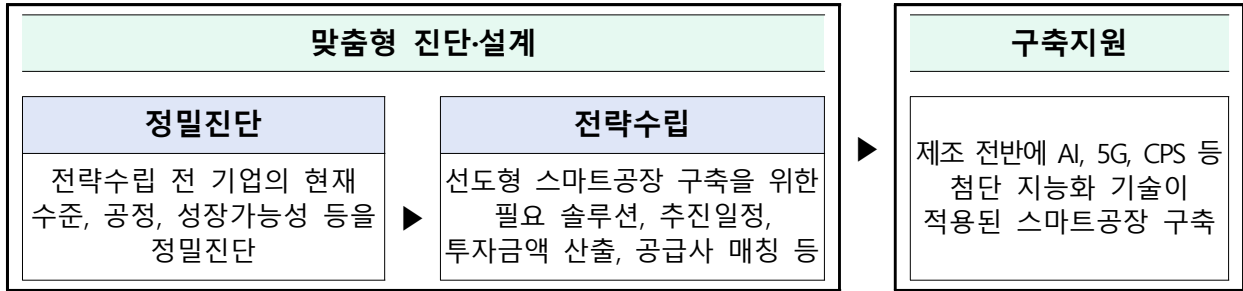 맞춤형 진단·설계
정밀진단
전략수립 전 기업의 현재
수준, 공정, 성장가능성 등을
정밀진단
▶
전략수립
선도형 스마트공장 구축을 위한
필요 솔루션, 추진일정,
투자금액 산출, 공급사 매칭 등
▶
구축지원
제조 전반에 AI, 5G, CPS 등
첨단 지능화 기술이
적용된 스마트공장 구축